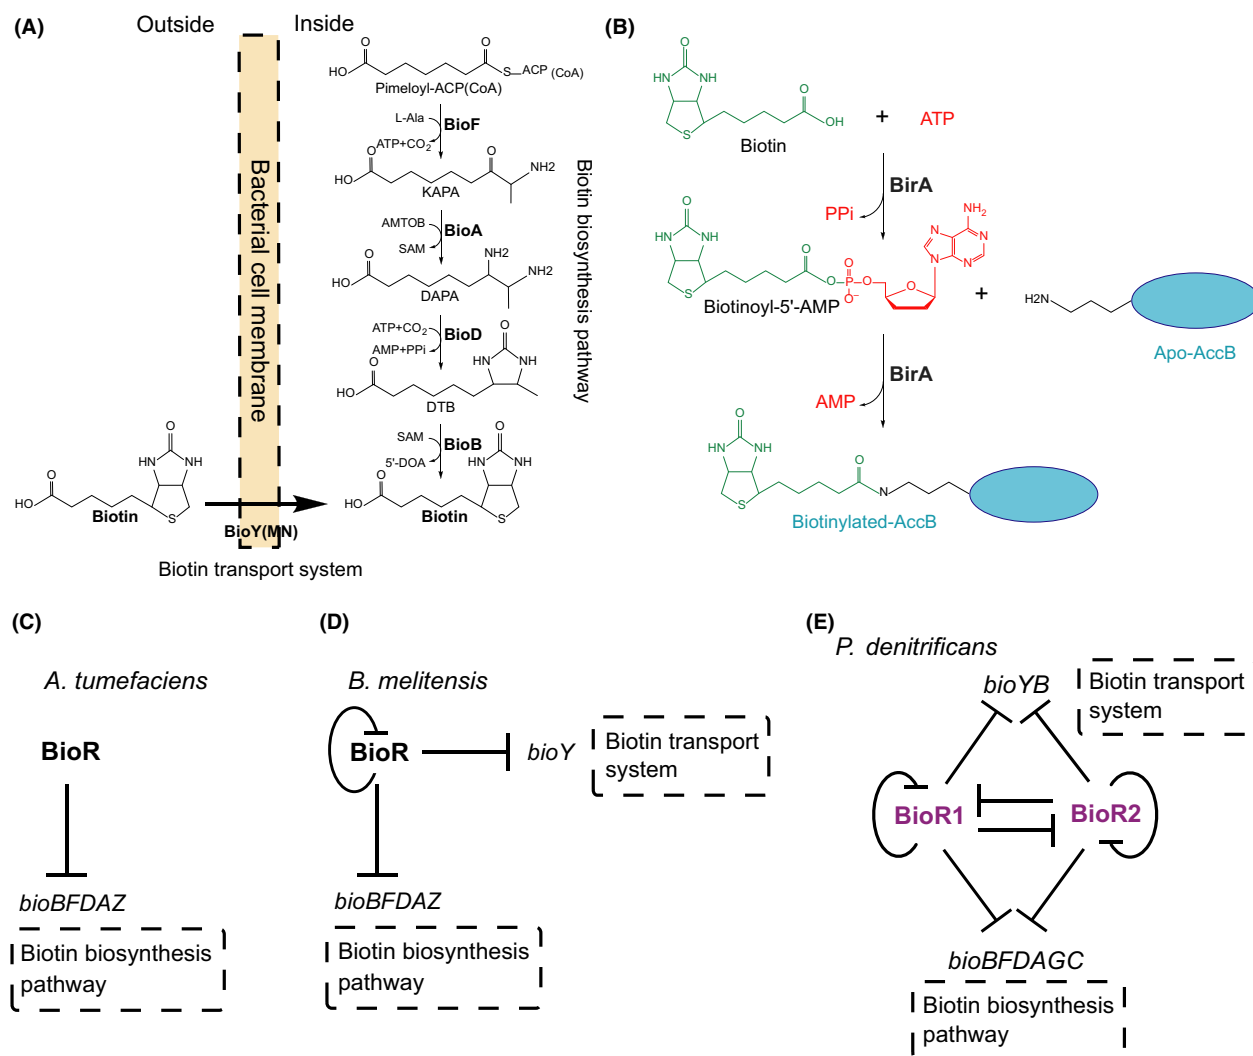 (A)
Outside
Inside
Bacterial cell membrane
O
HO
O
S
ACP (CoA)
Pimeloyl-ACP(CoA)
L-Ala
BioF
ATP+CO2
O
HO
O
NH2
KAPA
AMTOB
BioA
SAM
O
HO
NH2
NH2
DAPA
ATP+CO2
BioD
AMP+PPi
O
HO
O
HN
NH
DTB
SAM
BioB
5'-DOA
O
HO
O
HN
NH
S
Biotin
Biotin biosynthesis pathway
O
HO
O
HN
NH
S
Biotin
BioY(MN)
Biotin transport system
(B)
O
HN
NH
S
O
OH
Biotin
+
ATP
BirA
PPi
O
HN
NH
S
O
O
O
P
O
O-
O
N
N
N
N
NH2
Biotinoyl-5'-AMP
+
H2N
Apo-AccB
BirA
AMP
O
HN
NH
S
O
N
Biotinylated-AccB
(C)
A. tumefaciens
BioR
bioBFDAZ
Biotin biosynthesis
pathway
(D)
B. melitensis
BioR
bioY
Biotin transport
system
bioBFDAZ
Biotin biosynthesis
pathway
(E)
P. denitrificans
bioYB
Biotin transport
system
BioR1
BioR2
bioBFDAGC
Biotin biosynthesis
pathway